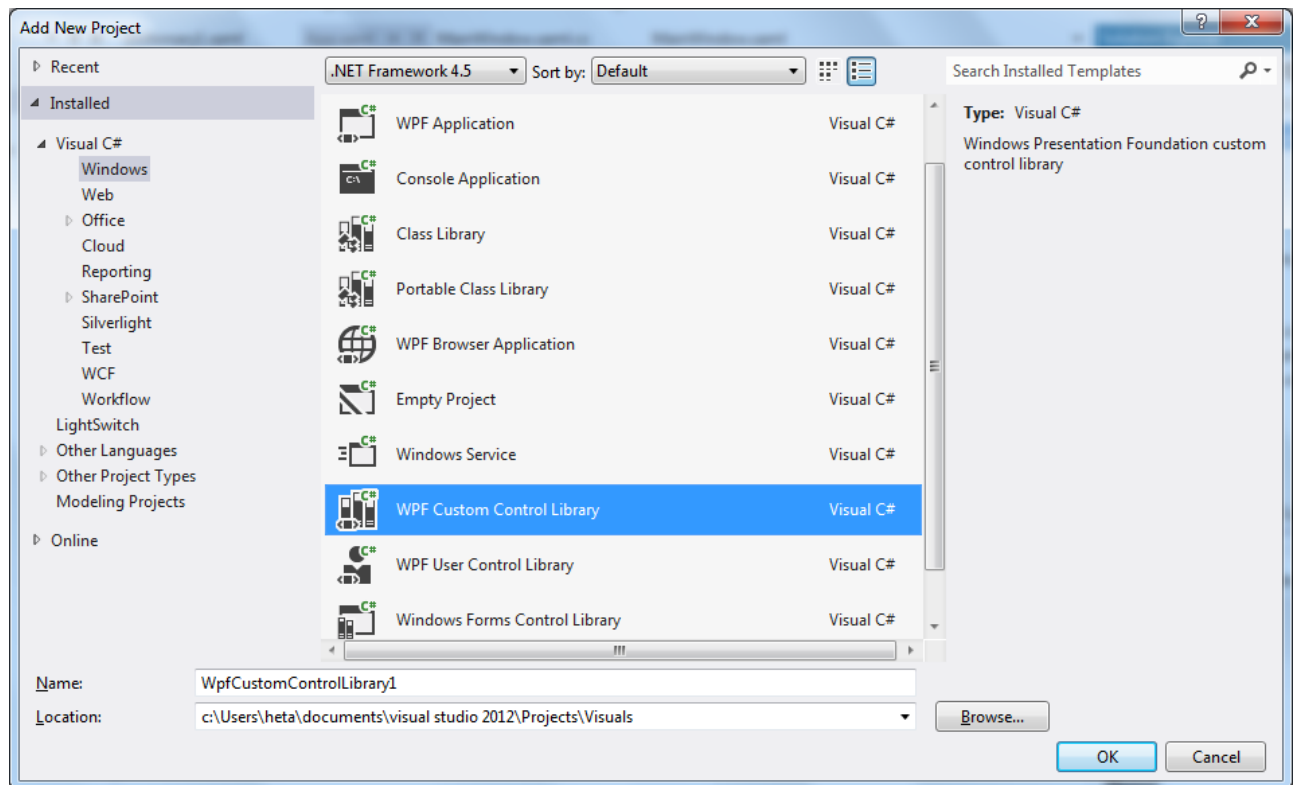 Add New Project
Recent
.NET Framework 4.5
Sort by: Default
Search Installed Templates
Installed
Visual C#
Windows
Web
Office
Cloud
Reporting
SharePoint
Silverlight
Test
WCF
Workflow
LightSwitch
Other Languages
Other Project Types
Modeling Projects
Online
WPF Application Visual C#
Console Application Visual C#
Class Library Visual C#
Portable Class Library Visual C#
WPF Browser Application Visual C#
Empty Project Visual C#
Windows Service Visual C#
WPF Custom Control Library Visual C#
WPF User Control Library Visual C#
Windows Forms Control Library Visual C#
Type: Visual C#
Windows Presentation Foundation custom
control library
Name: WpfCustomControlLibrary1
Location: c:\Users\heta\documents\visual studio 2012\Projects\Visuals
Browse...
OK Cancel